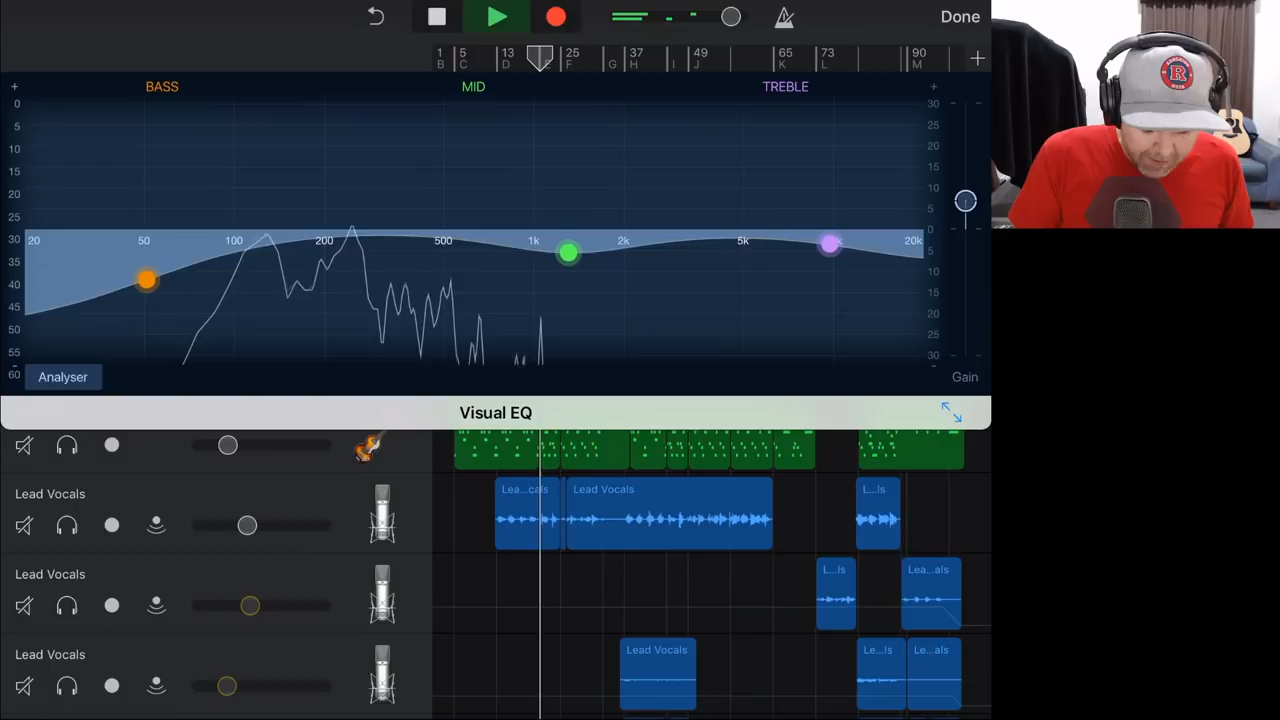 Done
1 5 13 25 37 49 65 73 90
B C D E F G H I J K L M
+ BASS MID TREBLE +
0 30
5 25
10 20
15 15
20 10
25 5
30 20 50 100 200 500 1k 2k 5k 20k 0
35 5
40 10
45 15
50 20
55 25
60 30
Analyser Gain
Visual EQ
Lead Vocals Lea...cals Lead Vocals L...ls
Lead Vocals L...ls Lea...als
Lead Vocals Lead Vocals Le...ls Le...als
R